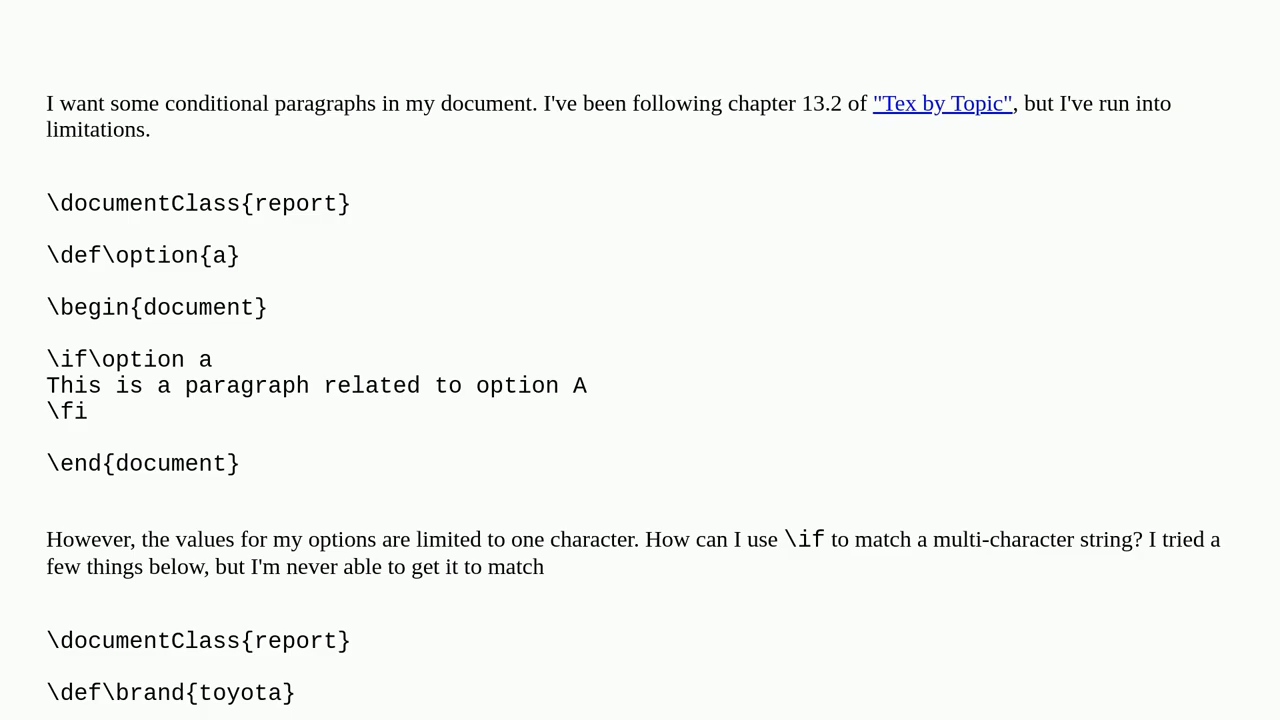 I want some conditional paragraphs in my document. I've been following chapter 13.2 of "Tex by Topic", but I've run into
limitations.
\documentClass{report}
\def\option{a}
\begin{document}
\if\option a
This is a paragraph related to option A
\fi
\end{document}
However, the values for my options are limited to one character. How can I use \if to match a multi-character string? I tried a
few things below, but I'm never able to get it to match
\documentClass{report}
\def\brand{toyota}